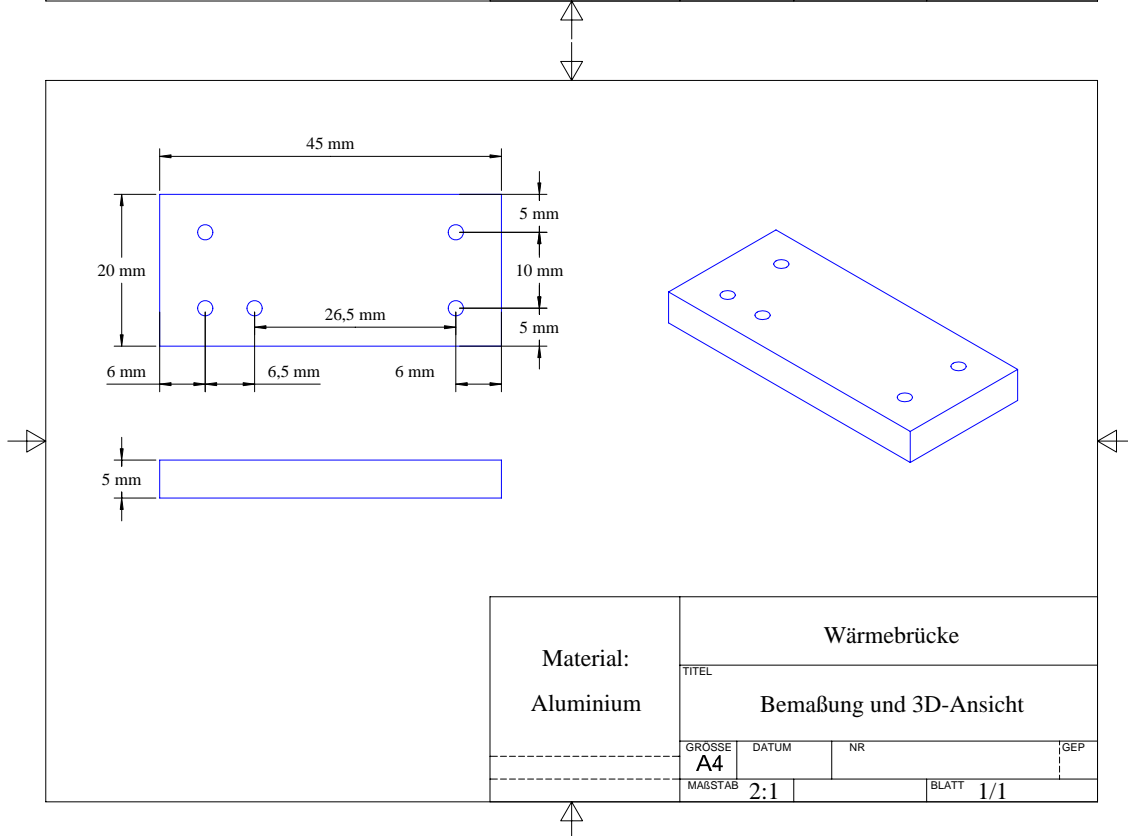 45 mm
5 mm
20 mm
10 mm
26,5 mm
5 mm
6 mm
6,5 mm
6 mm
5 mm
Material:
Aluminium
Wärmebrücke
TITEL
Bemaßung und 3D-Ansicht
GRÖSSE
A4
DATUM
NR
GEP
MAßSTAB 2:1
BLATT 1/1